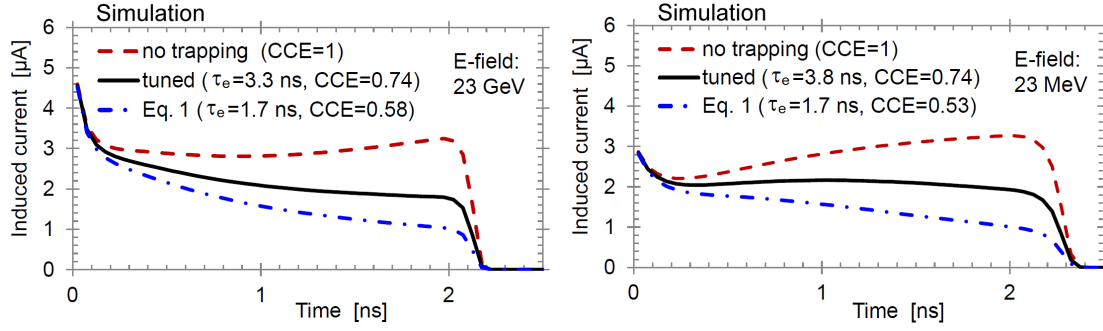 Simulation
6
5
4
3
2
1
0
Induced current [µA]
no trapping (CCE=1)
tuned (τe=3.3 ns, CCE=0.74)
Eq. 1 (τe=1.7 ns, CCE=0.58)
E-field:
23 GeV
0 1 2
Time [ns]
Simulation
6
5
4
3
2
1
0
Induced current [µA]
no trapping (CCE=1)
tuned (τe=3.8 ns, CCE=0.74)
Eq. 1 (τe=1.7 ns, CCE=0.53)
E-field:
23 MeV
0 1 2
Time [ns]